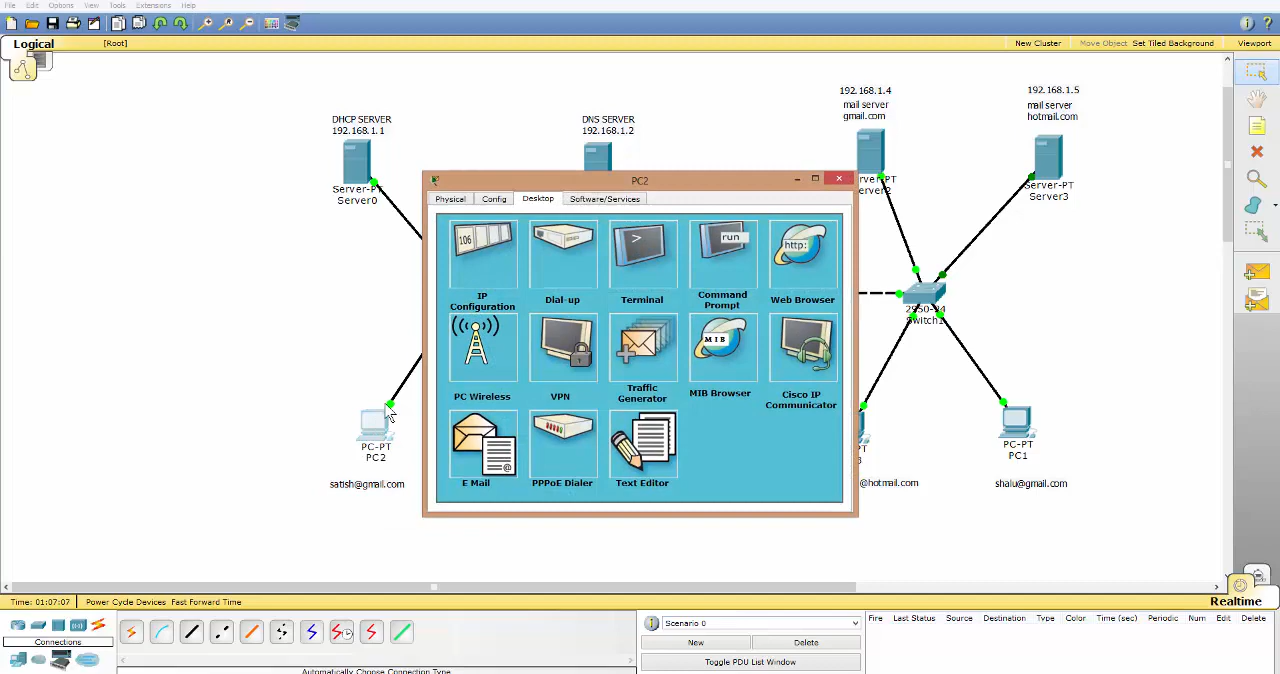 File Edit Options View Tools Extensions Help
Logical
[Root]
New Cluster
Move Object
Set Tiled Background
Viewport
192.168.1.4
mail server
gmail.com
192.168.1.5
mail server
hotmail.com
DHCP SERVER
192.168.1.1
DNS SERVER
192.168.1.2
Server-PT
Server0
Server2
Server-PT
Server3
PC2
Physical
Config
Desktop
Software/Services
106
>
run
http:
IP
Configuration
Dial-up
Terminal
Command
Prompt
Web Browser
MIB
PC Wireless
VPN
Traffic
Generator
MIB Browser
Cisco IP
Communicator
@
E Mail
PPPoE Dialer
Text Editor
2950-24
Switch1
PC-PT
PC2
satish@gmail.com
PT
3
@hotmail.com
PC-PT
PC1
shalu@gmail.com
Time: 01:07:07
Power Cycle Devices
Fast Forward Time
Realtime
Connections
Automatically Choose Connection Type
Scenario 0
New
Delete
Toggle PDU List Window
Fire
Last Status
Source
Destination
Type
Color
Time (sec)
Periodic
Num
Edit
Delete